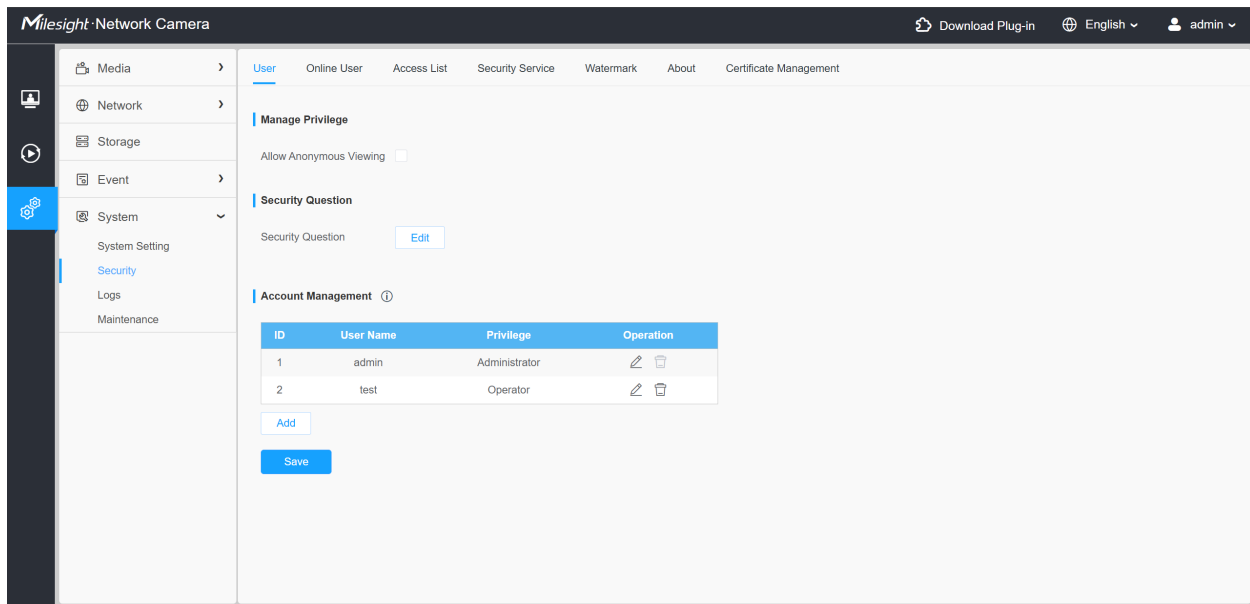 Milesight·Network Camera
Download Plug-in
English
admin
Media
Network
Storage
Event
System
System Setting
Security
Logs
Maintenance
User Online User Access List Security Service Watermark About Certificate Management
Manage Privilege
Allow Anonymous Viewing
Security Question
Security Question Edit
Account Management
ID User Name Privilege Operation
1 admin Administrator
2 test Operator
Add
Save